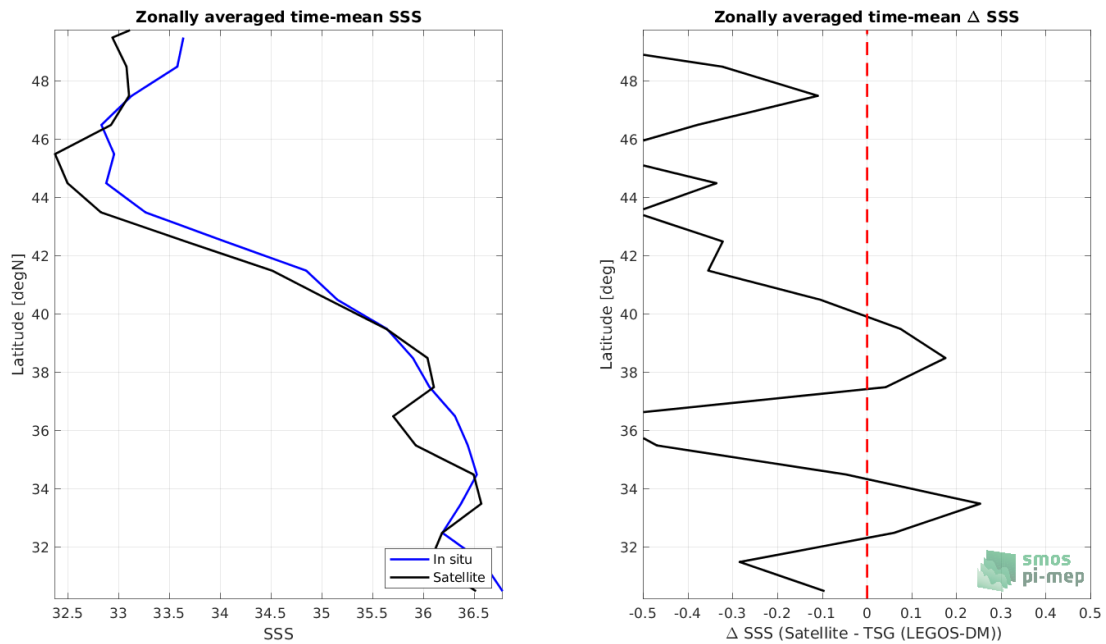 Zonally averaged time-mean SSS
Latitude [degN]
48
46
44
42
40
38
36
34
32
32.5 33 33.5 34 34.5 35 35.5 36 36.5
SSS
In situ
Satellite
Zonally averaged time-mean Δ SSS
Latitude [deg]
48
46
44
42
40
38
36
34
32
-0.5 -0.4 -0.3 -0.2 -0.1 0 0.1 0.2 0.3 0.4 0.5
Δ SSS (Satellite - TSG (LEGOS-DM))
smos
pi-mep